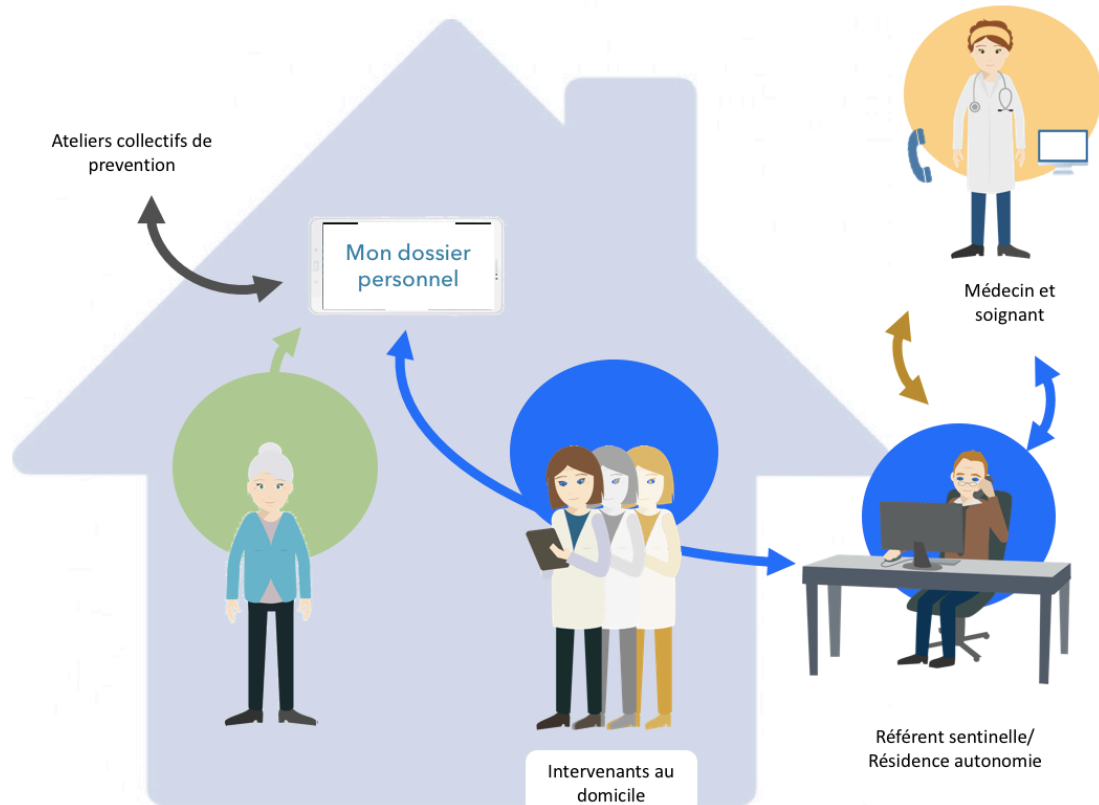 Ateliers collectifs de
prevention
Mon dossier
personnel
Médecin et
soignant
Référent sentinelle/
Résidence autonomie
Intervenants au
domicile